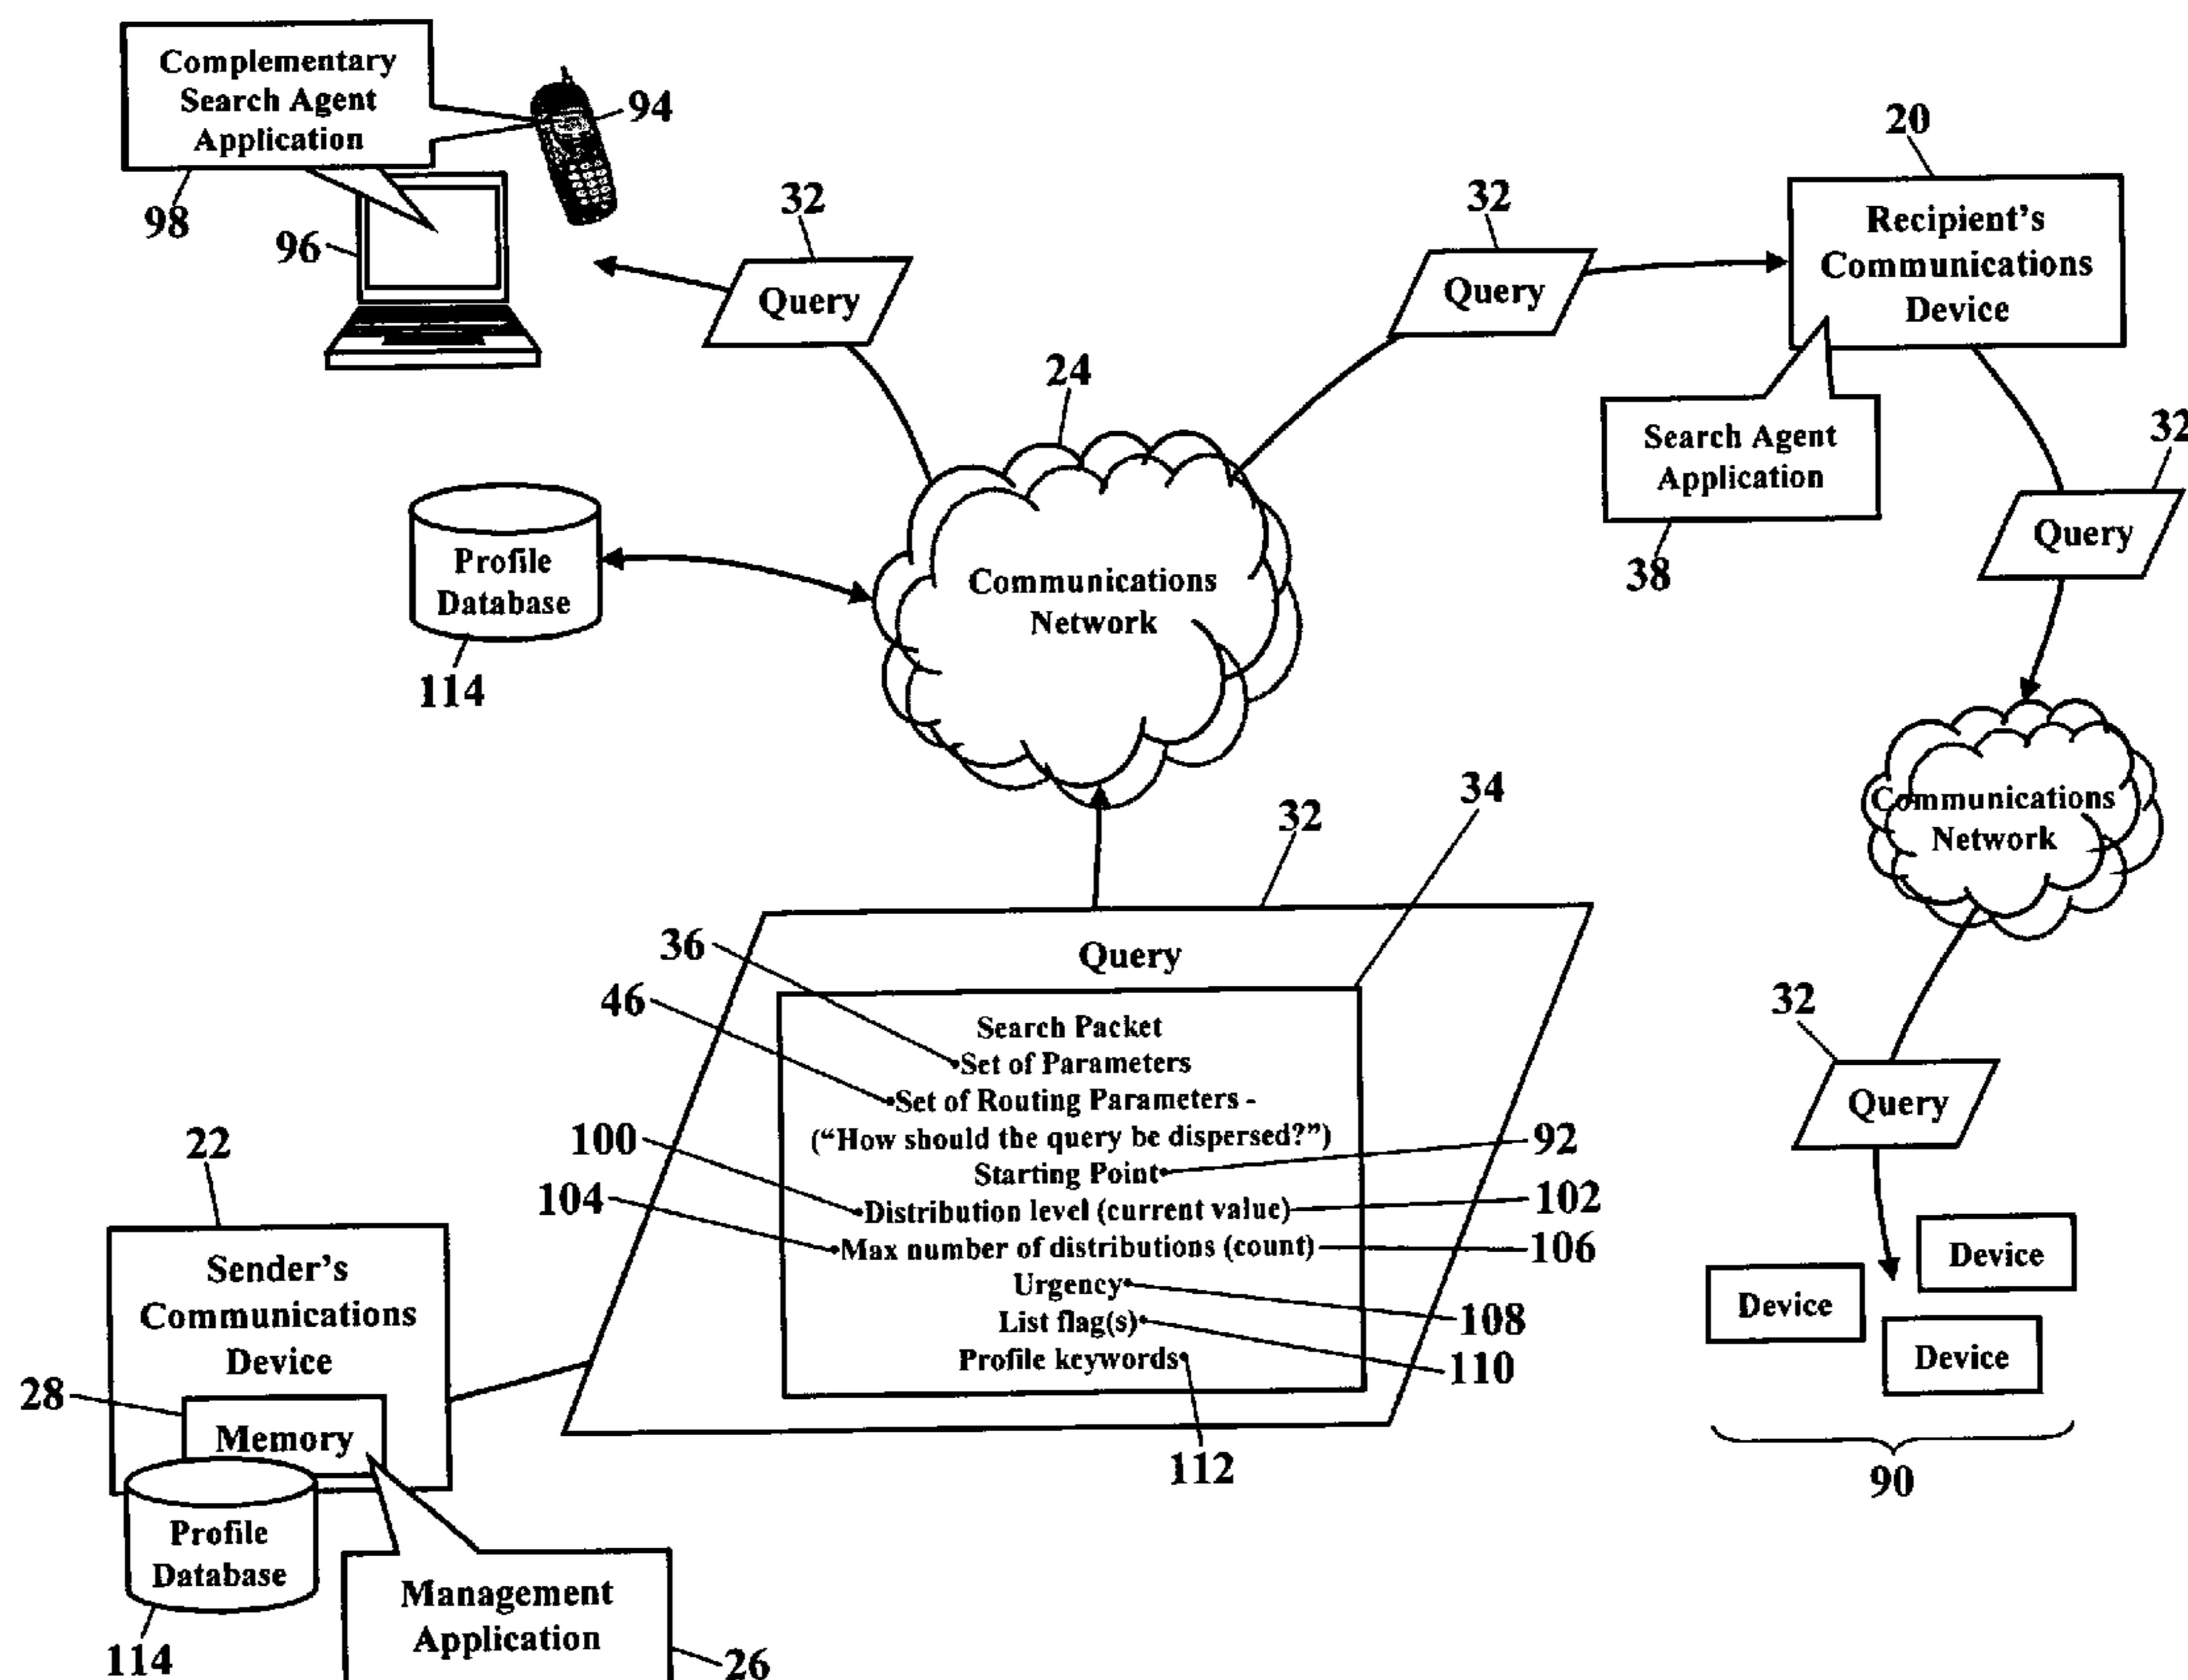 Complementary
Search Agent
Application
94
98
96
32
Query
32
Query
20
Recipient's
Communications
Device
24
Search Agent
Application
38
32
Query
Profile
Database
114
Communications
Network
Communications
Network
32
34
Query
36
46
Search Packet
•Set of Parameters
•Set of Routing Parameters -
("How should the query be dispersed?")
100
92
Starting Point•
104
•Distribution level (current value)
102
•Max number of distributions (count)
106
Urgency•
108
List flag(s)•
110
Profile keywords•
112
32
Query
Device
Device
Device
90
22
Sender's
Communications
Device
28
Memory
Profile
Database
114
Management
Application
26